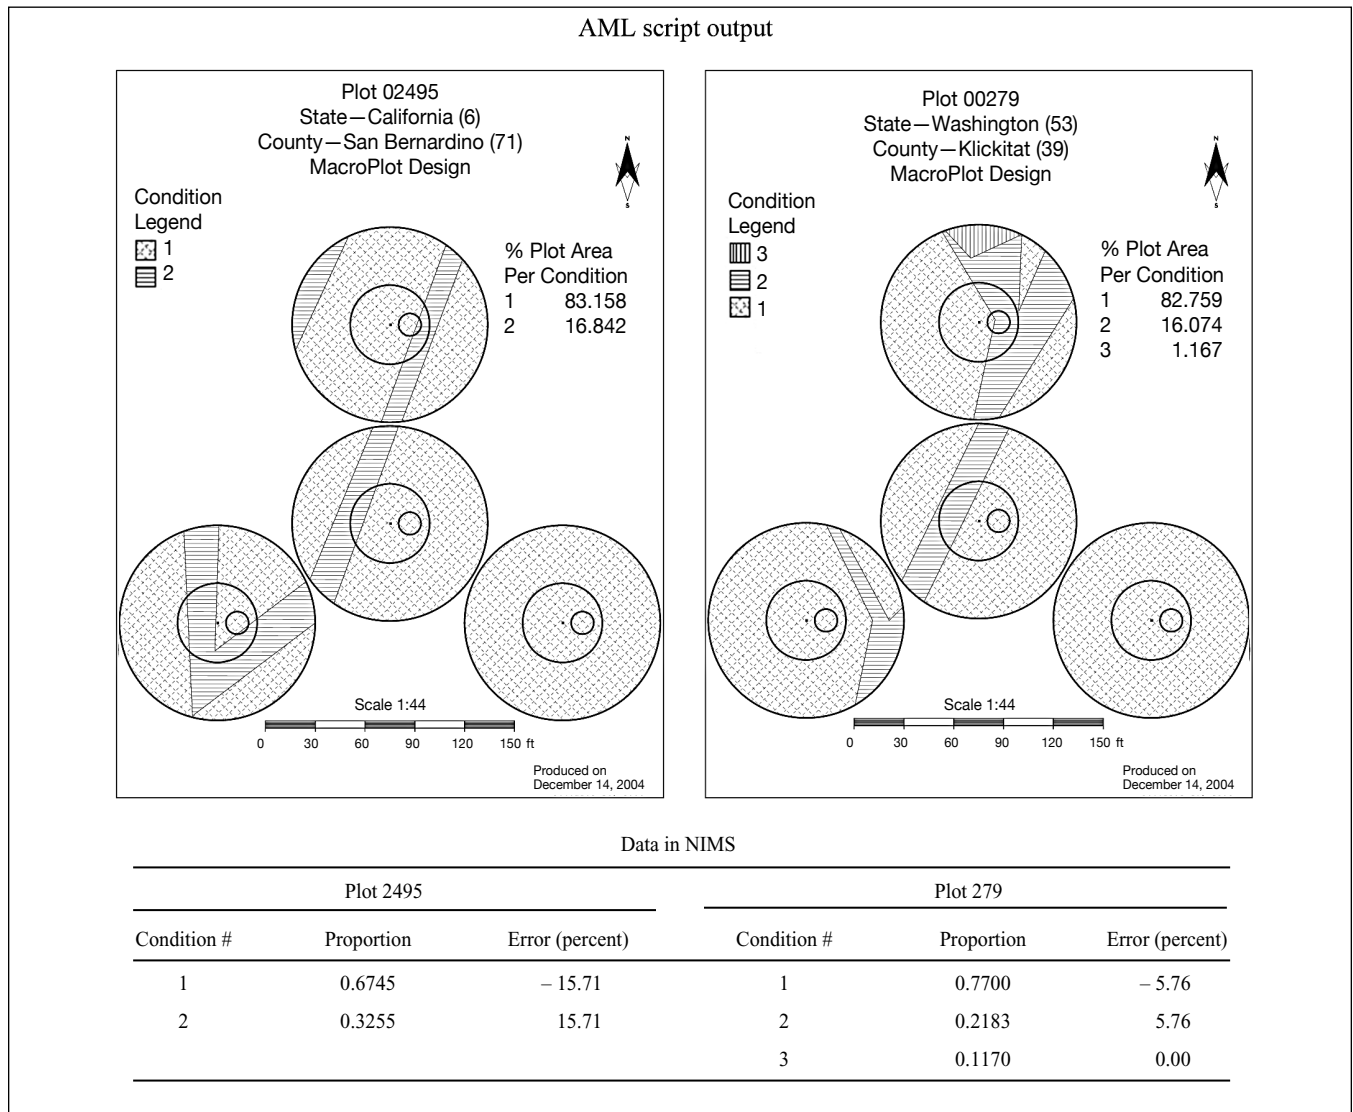 AML script output
Plot 02495
State—California (6)
County—San Bernardino (71)
MacroPlot Design
N
S
Condition
Legend
1
2
% Plot Area
Per Condition
1 83.158
2 16.842
Scale 1:44
0 30 60 90 120 150 ft
Produced on
December 14, 2004
Plot 00279
State—Washington (53)
County—Klickitat (39)
MacroPlot Design
N
S
Condition
Legend
3
2
1
% Plot Area
Per Condition
1 82.759
2 16.074
3 1.167
Scale 1:44
0 30 60 90 120 150 ft
Produced on
December 14, 2004
Data in NIMS
Plot 2495 Plot 279
Condition # Proportion Error (percent) Condition # Proportion Error (percent)
1 0.6745 – 15.71 1 0.7700 – 5.76
2 0.3255 15.71 2 0.2183 5.76
3 0.1170 0.00